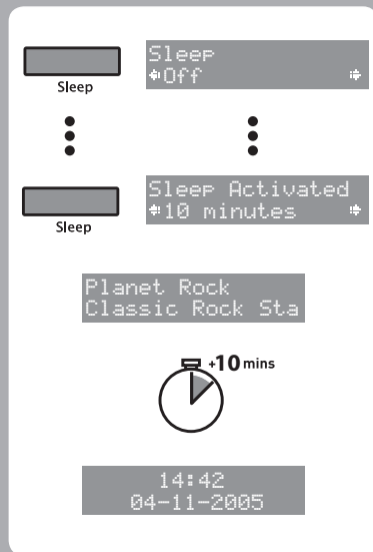 Sleep
Off
Sleep
Sleep Activated
10 minutes
Sleep
Planet Rock
Classic Rock Sta
+10 mins
14:42
04-11-2005